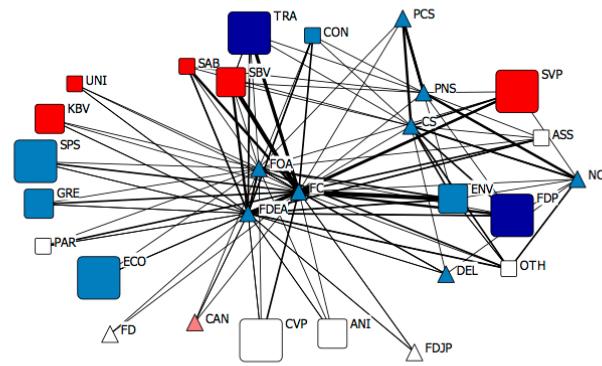 TRA
PCS
CON
SAB
SBV
SVP
UNI
PNS
KBV
CS
ASS
SPS
FOA
FC
ENV
GRE
FDEA
FDP
PAR
ECO
DEL
OTH
FD
CAN
CVP
ANI
FDJP